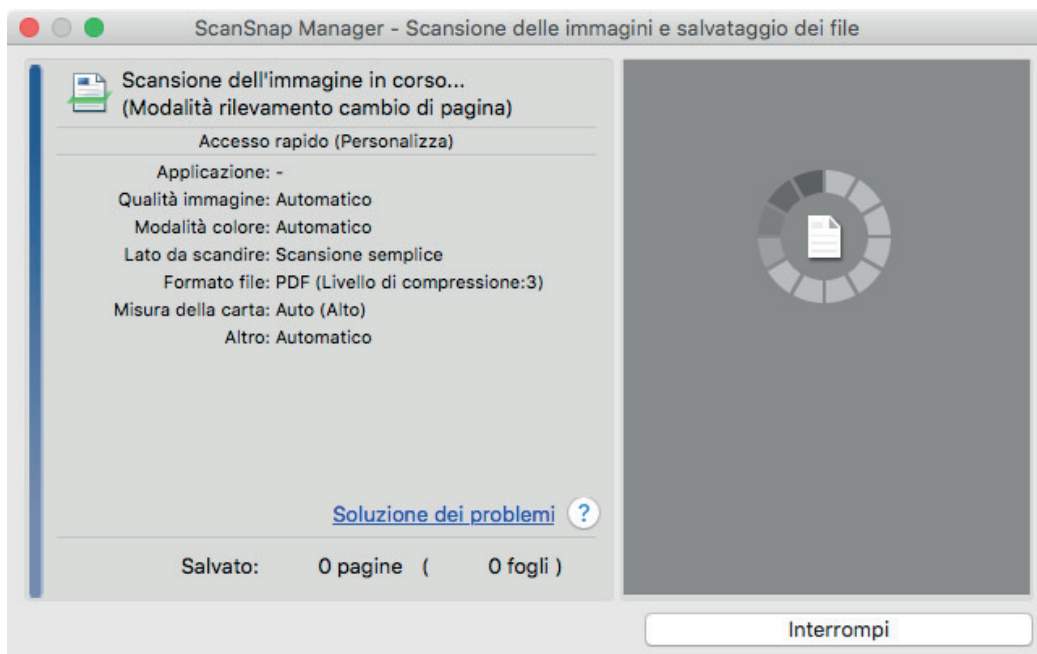 ScanSnap Manager - Scansione delle immagini e salvataggio dei file
Scansione dell'immagine in corso...
(Modalità rilevamento cambio di pagina)
Accesso rapido (Personalizza)
Applicazione: -
Qualità immagine: Automatico
Modalità colore: Automatico
Lato da scandire: Scansione semplice
Formato file: PDF (Livello di compressione:3)
Misura della carta: Auto (Alto)
Altro: Automatico
Soluzione dei problemi ?
Salvato: 0 pagine ( 0 fogli )
Interrompi